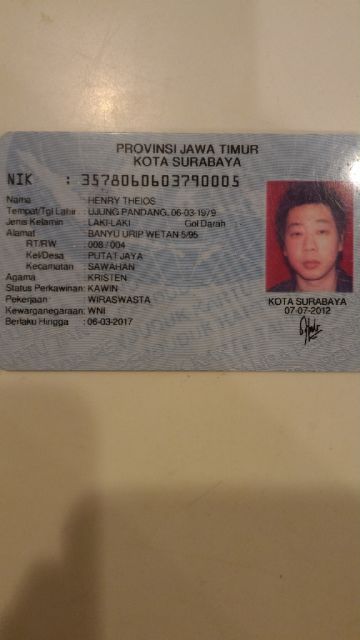 PROVINSI JAWA TIMUR
KOTA SURABAYA
NIK : 3578060603790005
Nama : HENRY THEIOS
Tempat/Tgl Lahir : UJUNG PANDANG, 06-03-1979
Jenis Kelamin : LAKI-LAKI Gol Darah
Alamat : BANYU URIP WETAN 5/95
RT/RW : 008 / 004
Kel/Desa : PUTAT JAYA
Kecamatan : SAWAHAN
Agama : KRISTEN
Status Perkawinan: KAWIN
Pekerjaan : WIRASWASTA
Kewarganegaraan: WNI
Berlaku Hingga : 06-03-2017
KOTA SURABAYA
07-07-2012